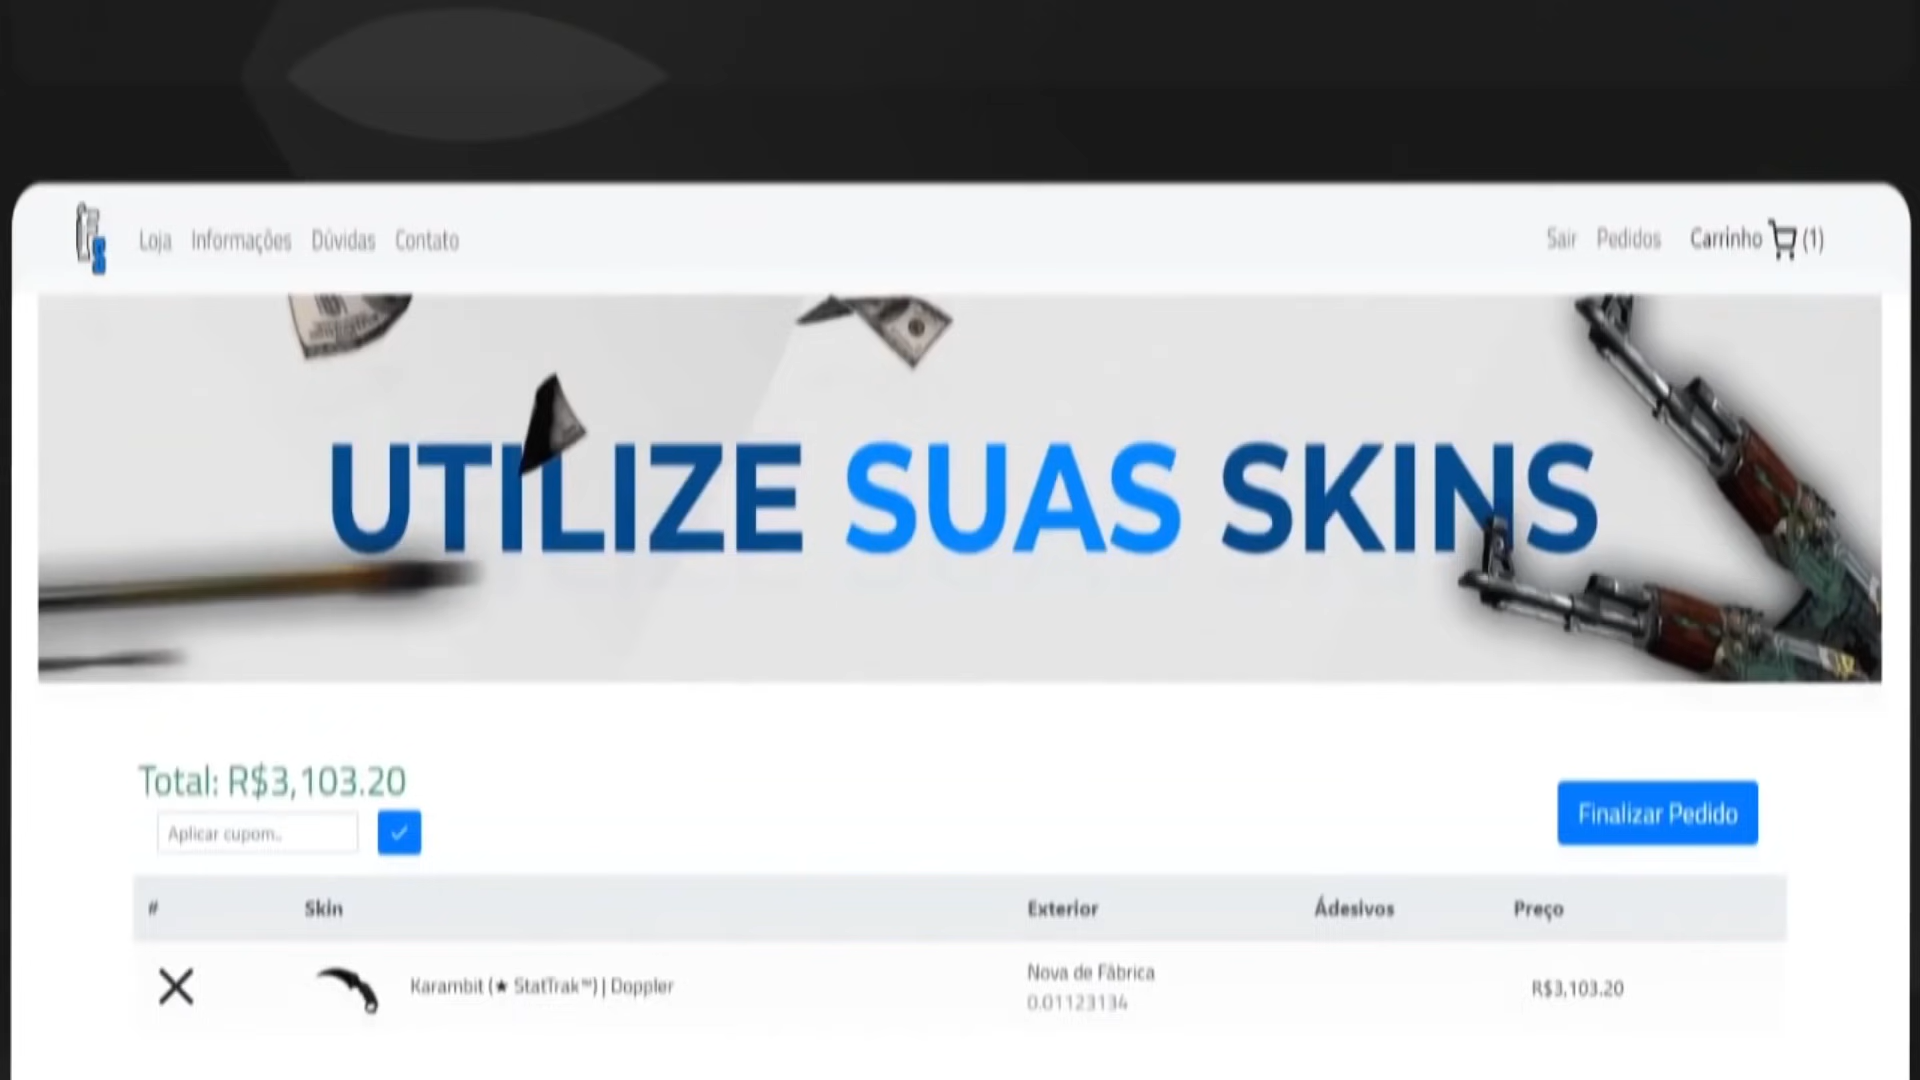 Loja Informações Dúvidas Contato
Sair Pedidos Carrinho (1)
UTILIZE SUAS SKINS
Total: R$3,103.20
Aplicar cupom..
Finalizar Pedido
# Skin Exterior Ádesivos Preço
Karambit (★ StatTrak™) | Doppler
Nova de Fábrica
0.01123134
R$3,103.20